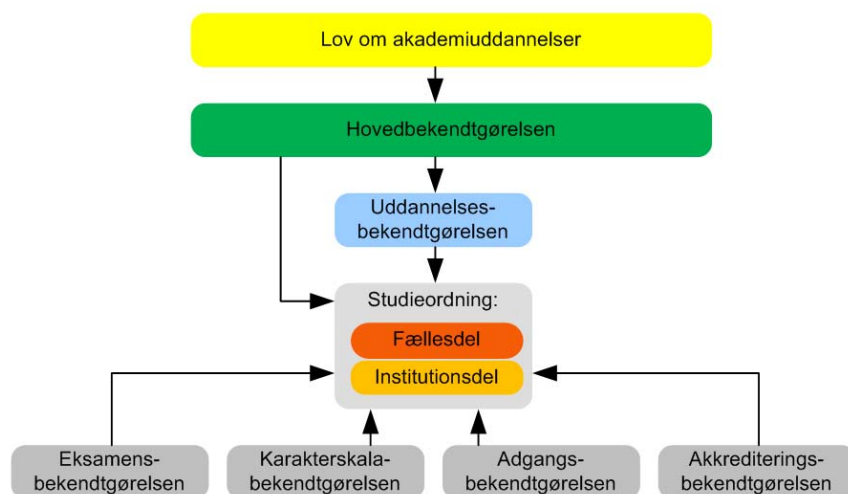 Lov om akademiuddannelser
Hovedbekendtgørelsen
Uddannelses-
bekendtgørelsen
Studieordning:
Fællesdel
Institutionsdel
Eksamens-
bekendtgørelsen
Karakterskala-
bekendtgørelsen
Adgangs-
bekendtgørelsen
Akkrediterings-
bekendtgørelsen